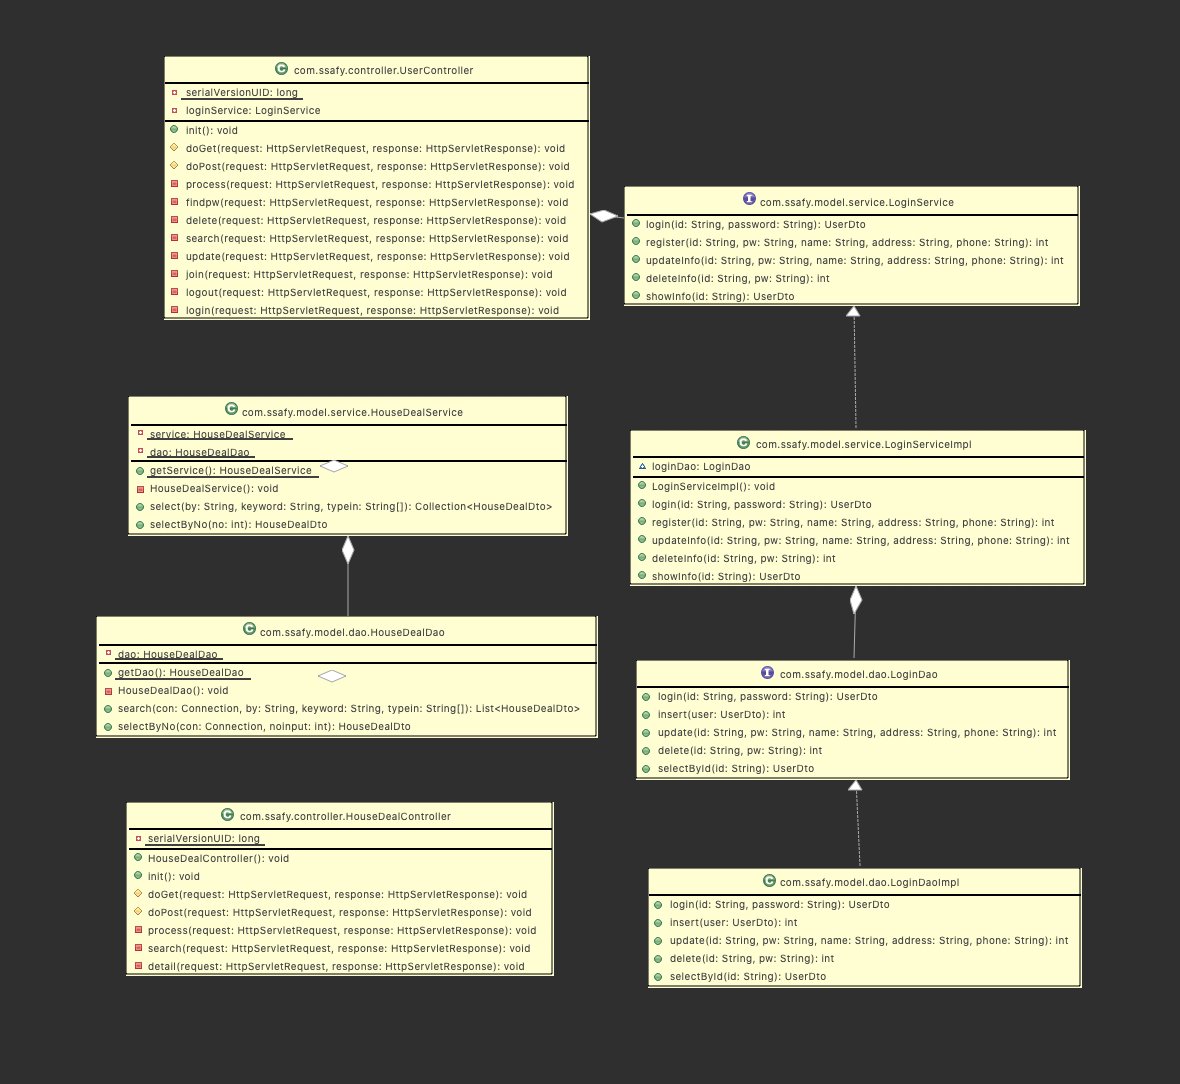 C com.ssafy.controller.UserController
serialVersionUID: long
loginService: LoginService
init(): void
doGet(request: HttpServletRequest, response: HttpServletResponse): void
doPost(request: HttpServletRequest, response: HttpServletResponse): void
process(request: HttpServletRequest, response: HttpServletResponse): void
findpw(request: HttpServletRequest, response: HttpServletResponse): void
delete(request: HttpServletRequest, response: HttpServletResponse): void
search(request: HttpServletRequest, response: HttpServletResponse): void
update(request: HttpServletRequest, response: HttpServletResponse): void
join(request: HttpServletRequest, response: HttpServletResponse): void
logout(request: HttpServletRequest, response: HttpServletResponse): void
login(request: HttpServletRequest, response: HttpServletResponse): void
I com.ssafy.model.service.LoginService
login(id: String, password: String): UserDto
register(id: String, pw: String, name: String, address: String, phone: String): int
updateInfo(id: String, pw: String, name: String, address: String, phone: String): int
deleteInfo(id: String, pw: String): int
showInfo(id: String): UserDto
C com.ssafy.model.service.HouseDealService
service: HouseDealService
dao: HouseDealDao
getService(): HouseDealService
HouseDealService(): void
select(by: String, keyword: String, typein: String[]): Collection<HouseDealDto>
selectByNo(no: int): HouseDealDto
C com.ssafy.model.service.LoginServiceImpl
loginDao: LoginDao
LoginServiceImpl(): void
login(id: String, password: String): UserDto
register(id: String, pw: String, name: String, address: String, phone: String): int
updateInfo(id: String, pw: String, name: String, address: String, phone: String): int
deleteInfo(id: String, pw: String): int
showInfo(id: String): UserDto
C com.ssafy.model.dao.HouseDealDao
dao: HouseDealDao
getDao(): HouseDealDao
HouseDealDao(): void
search(con: Connection, by: String, keyword: String, typein: String[]): List<HouseDealDto>
selectByNo(con: Connection, noinput: int): HouseDealDto
I com.ssafy.model.dao.LoginDao
login(id: String, password: String): UserDto
insert(user: UserDto): int
update(id: String, pw: String, name: String, address: String, phone: String): int
delete(id: String, pw: String): int
selectById(id: String): UserDto
C com.ssafy.controller.HouseDealController
serialVersionUID: long
HouseDealController(): void
init(): void
doGet(request: HttpServletRequest, response: HttpServletResponse): void
doPost(request: HttpServletRequest, response: HttpServletResponse): void
process(request: HttpServletRequest, response: HttpServletResponse): void
search(request: HttpServletRequest, response: HttpServletResponse): void
detail(request: HttpServletRequest, response: HttpServletResponse): void
C com.ssafy.model.dao.LoginDaoImpl
login(id: String, password: String): UserDto
insert(user: UserDto): int
update(id: String, pw: String, name: String, address: String, phone: String): int
delete(id: String, pw: String): int
selectById(id: String): UserDto